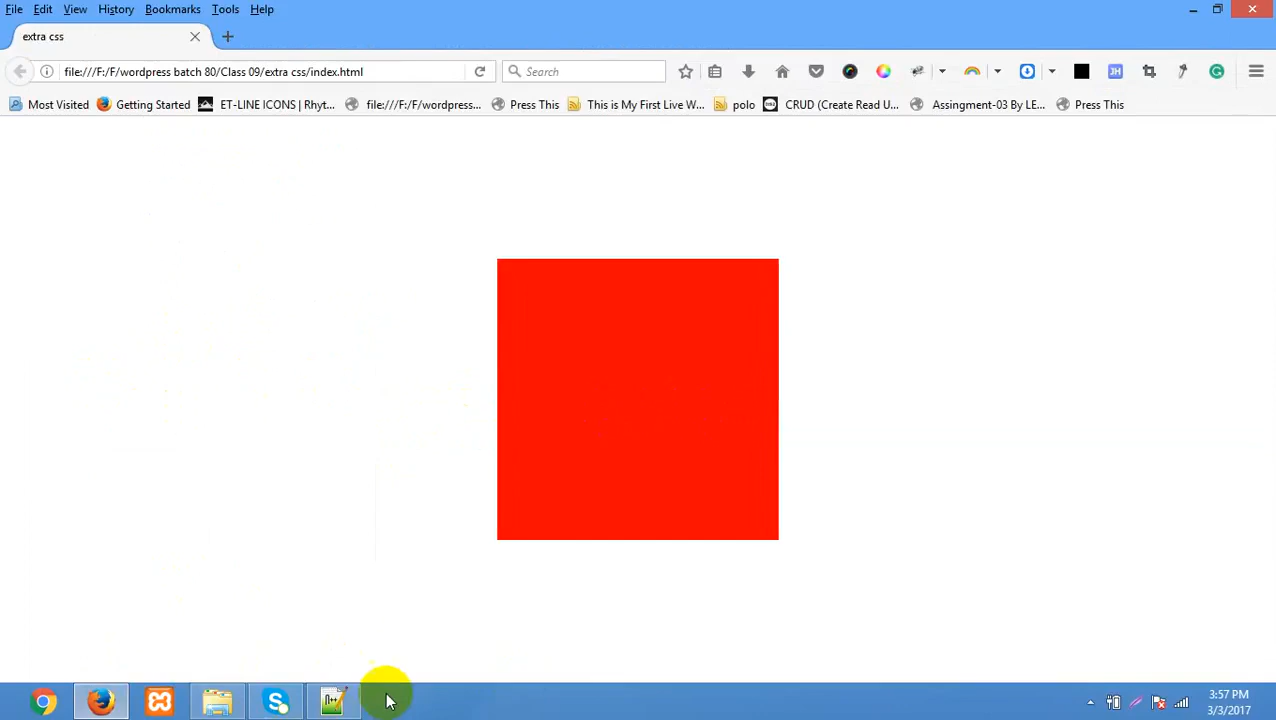 File Edit View History Bookmarks Tools Help
extra css
file:///F:/F/wordpress batch 80/Class 09/extra css/index.html Search
Most Visited Getting Started ET-LINE ICONS | Rhyt... file:///F:/F/wordpress... Press This This is My First Live W... polo CRUD (Create Read U... Assingment-03 By LE... Press This
3:57 PM
3/3/2017